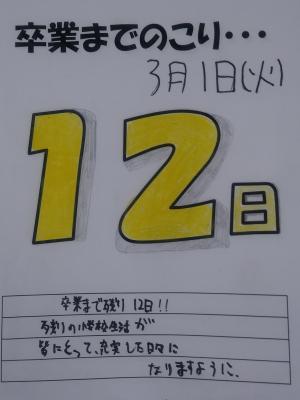 卒業までのこり・・・
3月1日(火)
12日
卒業まで残り12日!!
残りの小学校生活が
皆にとって、充実した日々に
なりますように、